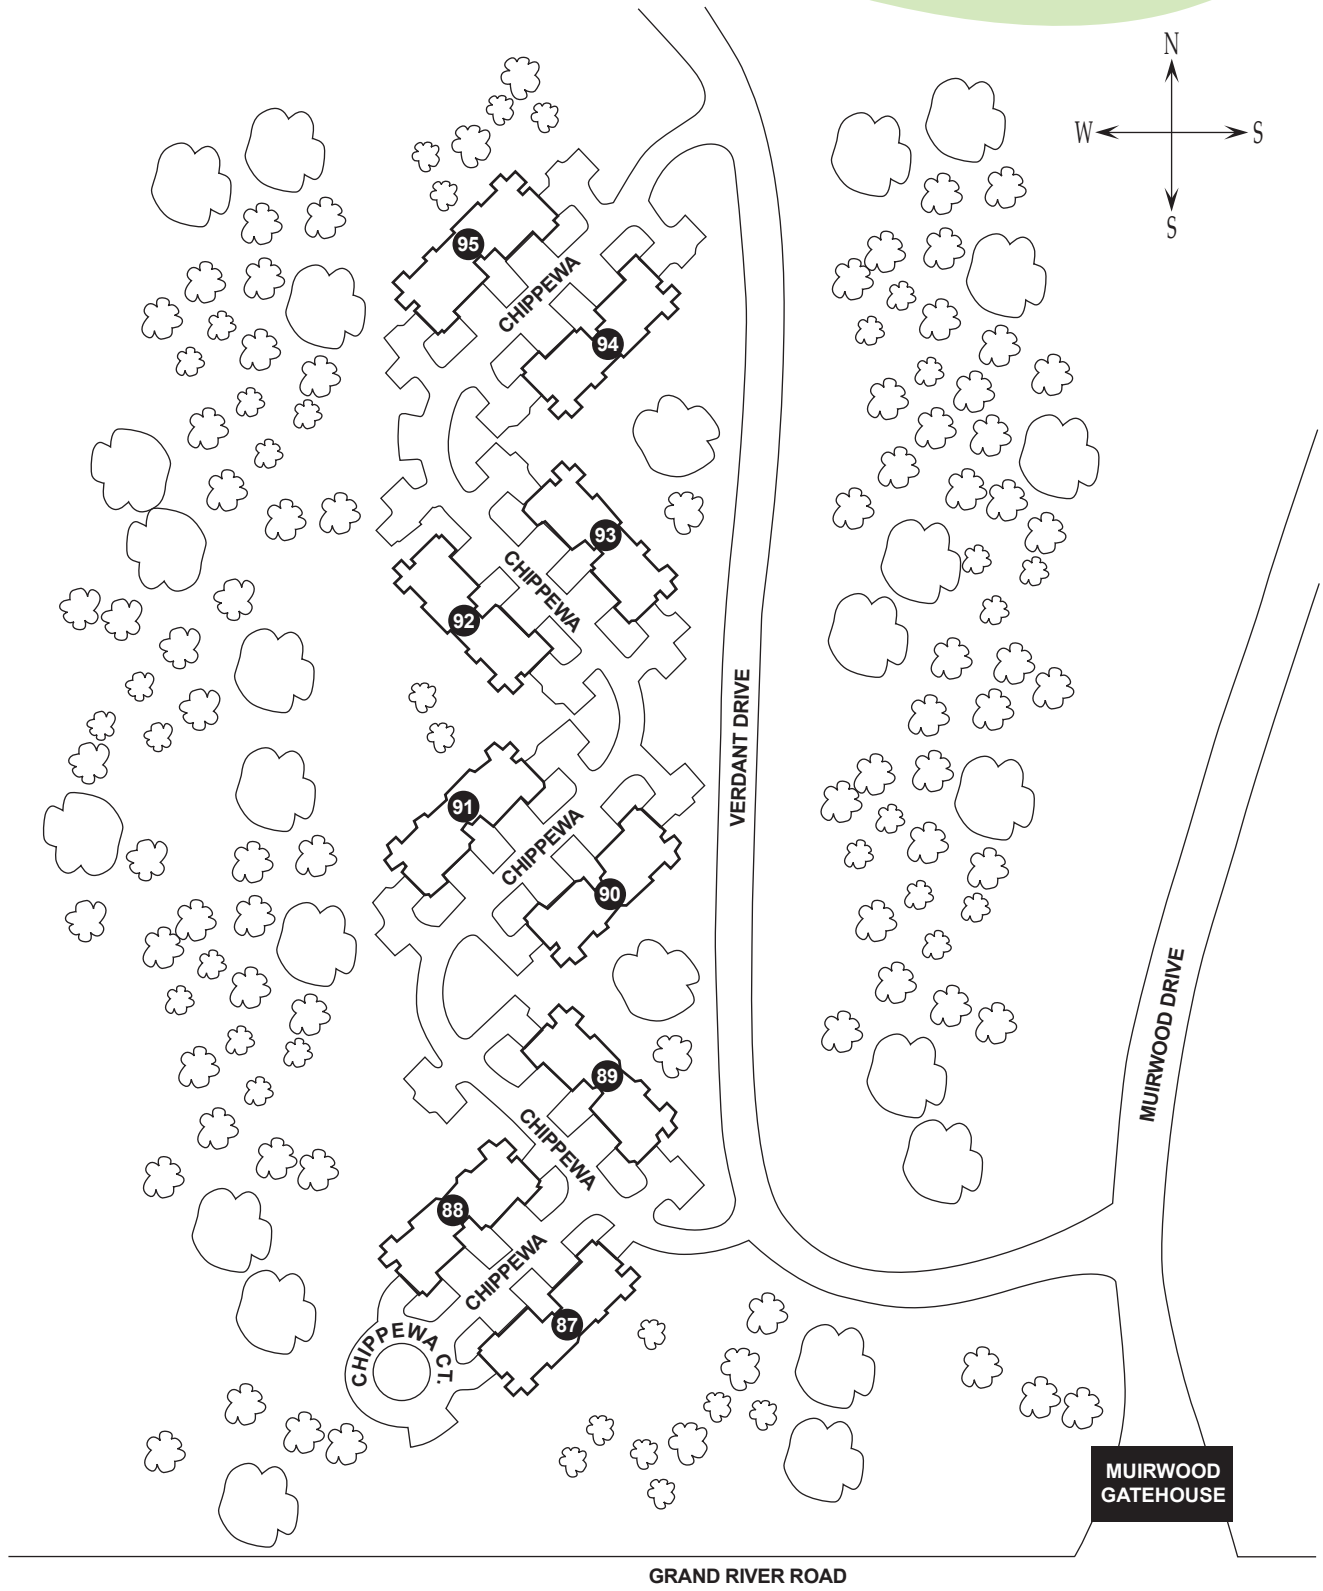 N
W S
S
95
CHIPPEWA
94
93
CHIPPEWA
92
VERDANT DRIVE
91
CHIPPEWA
90
MUIRWOOD DRIVE
89
CHIPPEWA
88
CHIPPEWA
87
CHIPPEWA CT.
MUIRWOOD
GATEHOUSE
GRAND RIVER ROAD